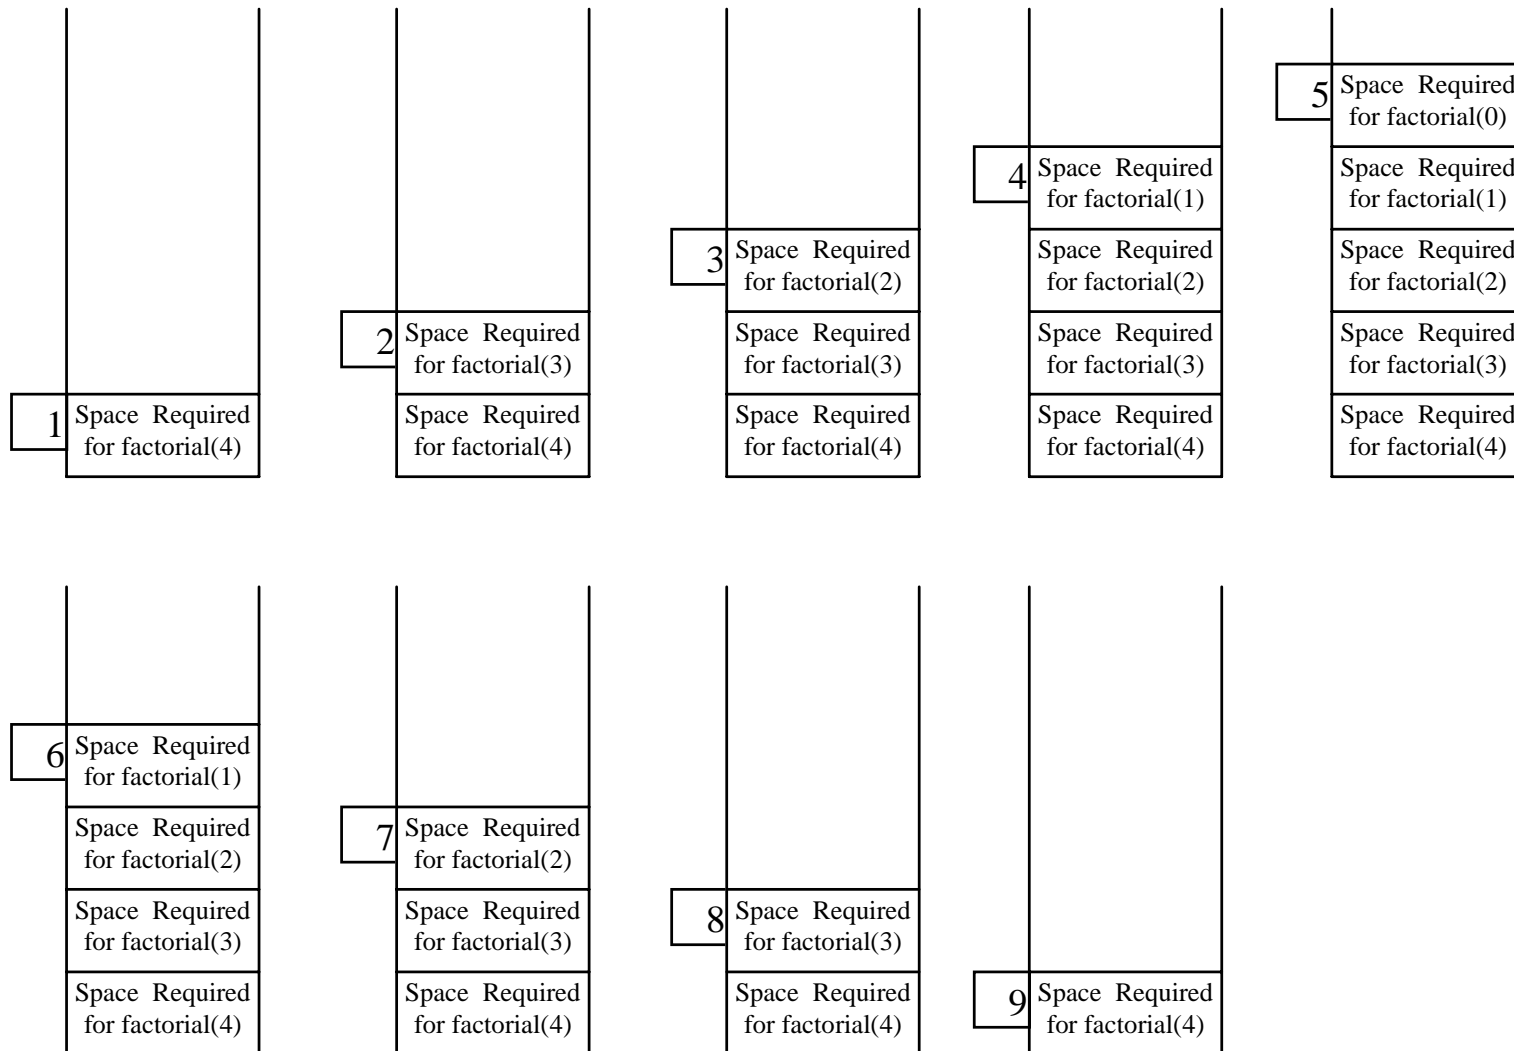 1
Space Required
for factorial(4)
2
Space Required
for factorial(3)
Space Required
for factorial(4)
3
Space Required
for factorial(2)
Space Required
for factorial(3)
Space Required
for factorial(4)
4
Space Required
for factorial(1)
Space Required
for factorial(2)
Space Required
for factorial(3)
Space Required
for factorial(4)
5
Space Required
for factorial(0)
Space Required
for factorial(1)
Space Required
for factorial(2)
Space Required
for factorial(3)
Space Required
for factorial(4)
6
Space Required
for factorial(1)
Space Required
for factorial(2)
Space Required
for factorial(3)
Space Required
for factorial(4)
7
Space Required
for factorial(2)
Space Required
for factorial(3)
Space Required
for factorial(4)
8
Space Required
for factorial(3)
Space Required
for factorial(4)
9
Space Required
for factorial(4)